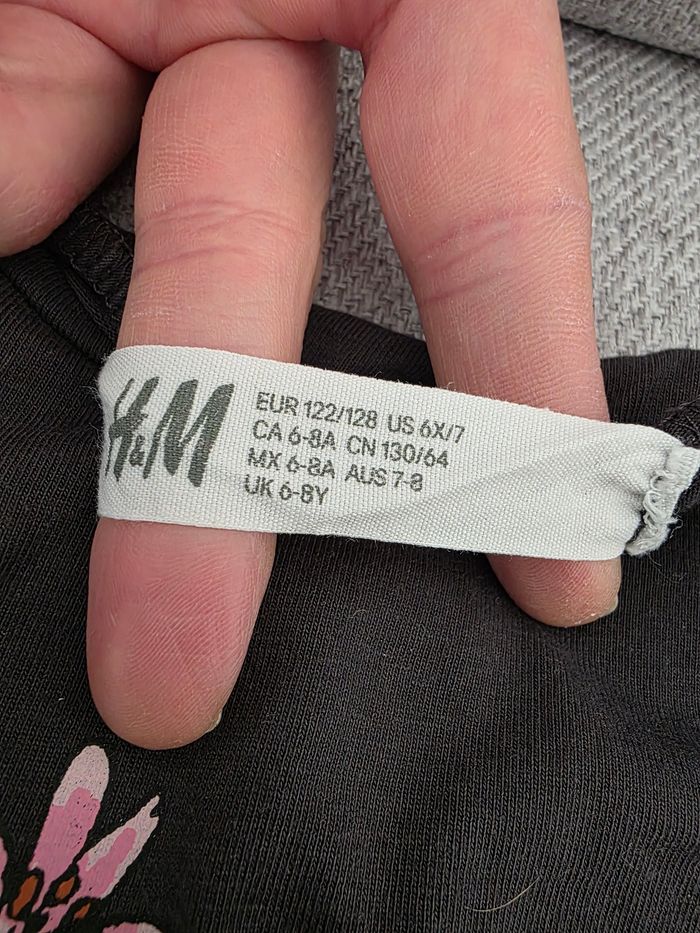 H&M
EUR 122/128 US 6X/7
CA 6-8A CN 130/64
MX 6-8A AUS 7-8
UK 6-8Y